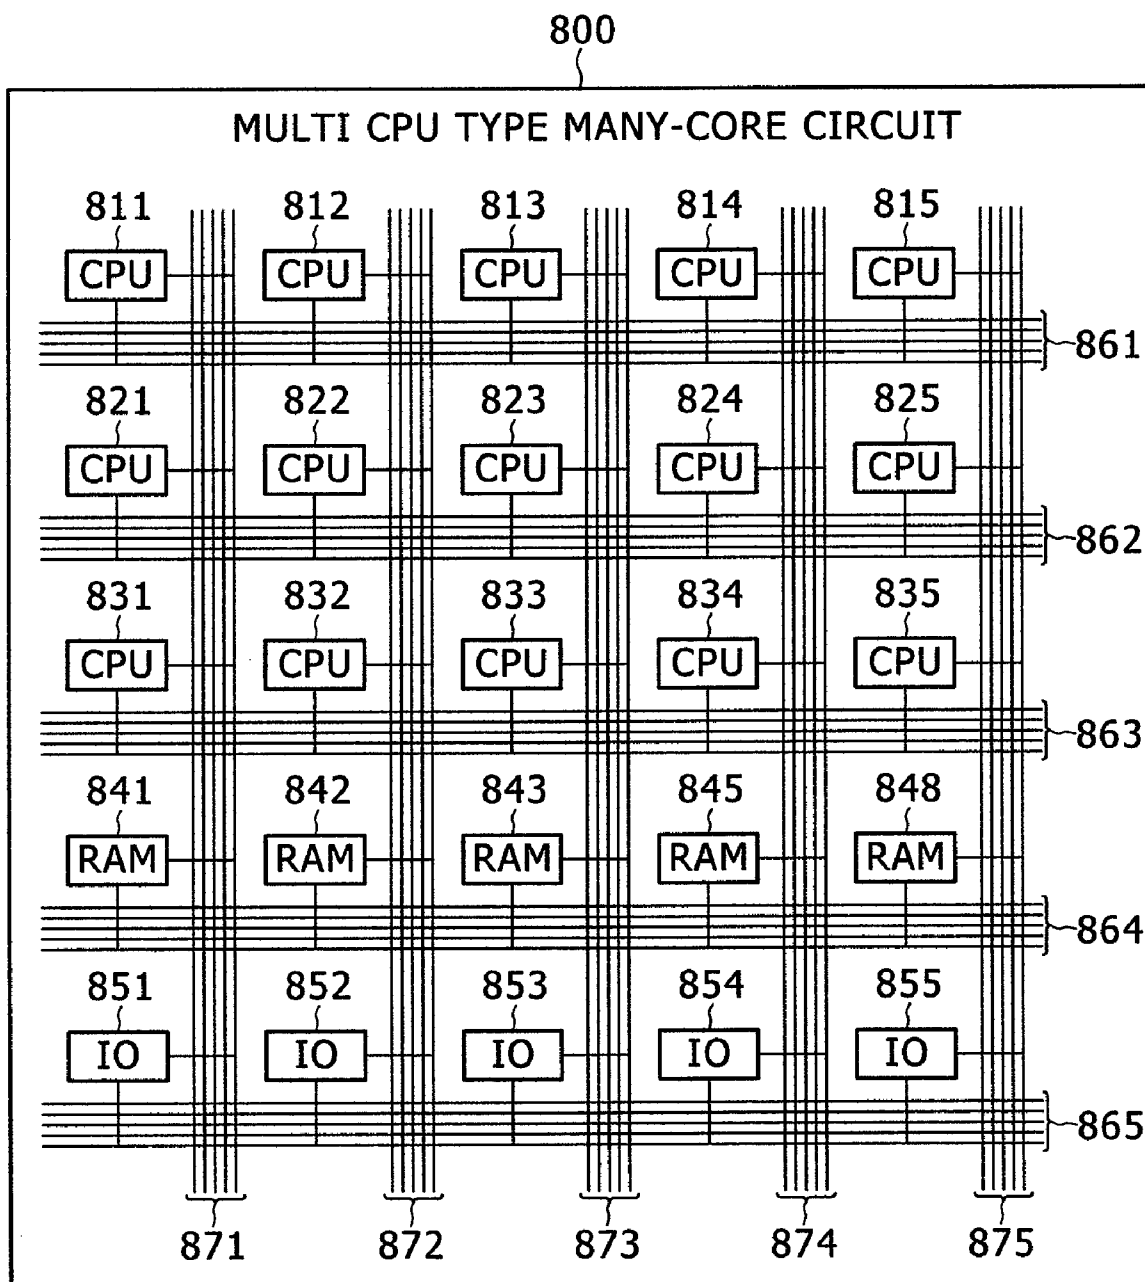 800
MULTI CPU TYPE MANY-CORE CIRCUIT
811 812 813 814 815
CPU CPU CPU CPU CPU
861
821 822 823 824 825
CPU CPU CPU CPU CPU
862
831 832 833 834 835
CPU CPU CPU CPU CPU
863
841 842 843 845 848
RAM RAM RAM RAM RAM
864
851 852 853 854 855
IO IO IO IO IO
865
871 872 873 874 875